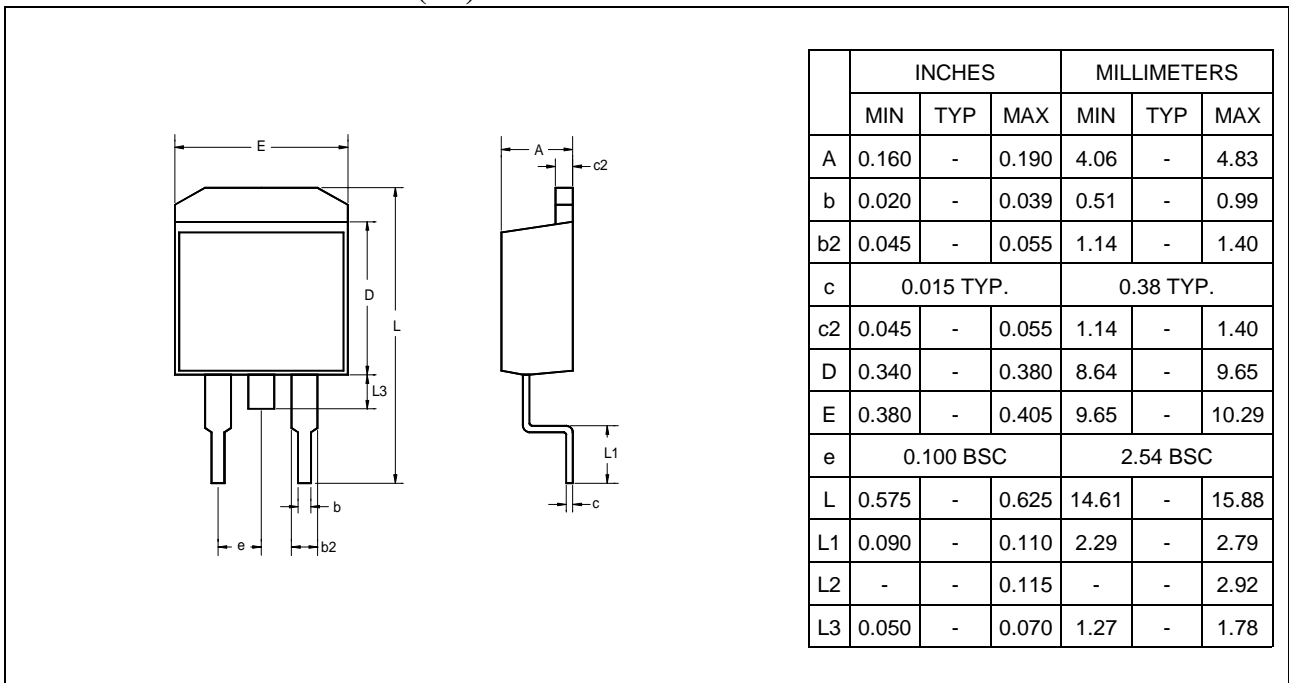 E
A
c2
D
L
L3
L1
b
c
e
b2
INCHES MILLIMETERS
MIN TYP MAX MIN TYP MAX
A 0.160 - 0.190 4.06 - 4.83
b 0.020 - 0.039 0.51 - 0.99
b2 0.045 - 0.055 1.14 - 1.40
c 0.015 TYP. 0.38 TYP.
c2 0.045 - 0.055 1.14 - 1.40
D 0.340 - 0.380 8.64 - 9.65
E 0.380 - 0.405 9.65 - 10.29
e 0.100 BSC 2.54 BSC
L 0.575 - 0.625 14.61 - 15.88
L1 0.090 - 0.110 2.29 - 2.79
L2 - - 0.115 - - 2.92
L3 0.050 - 0.070 1.27 - 1.78